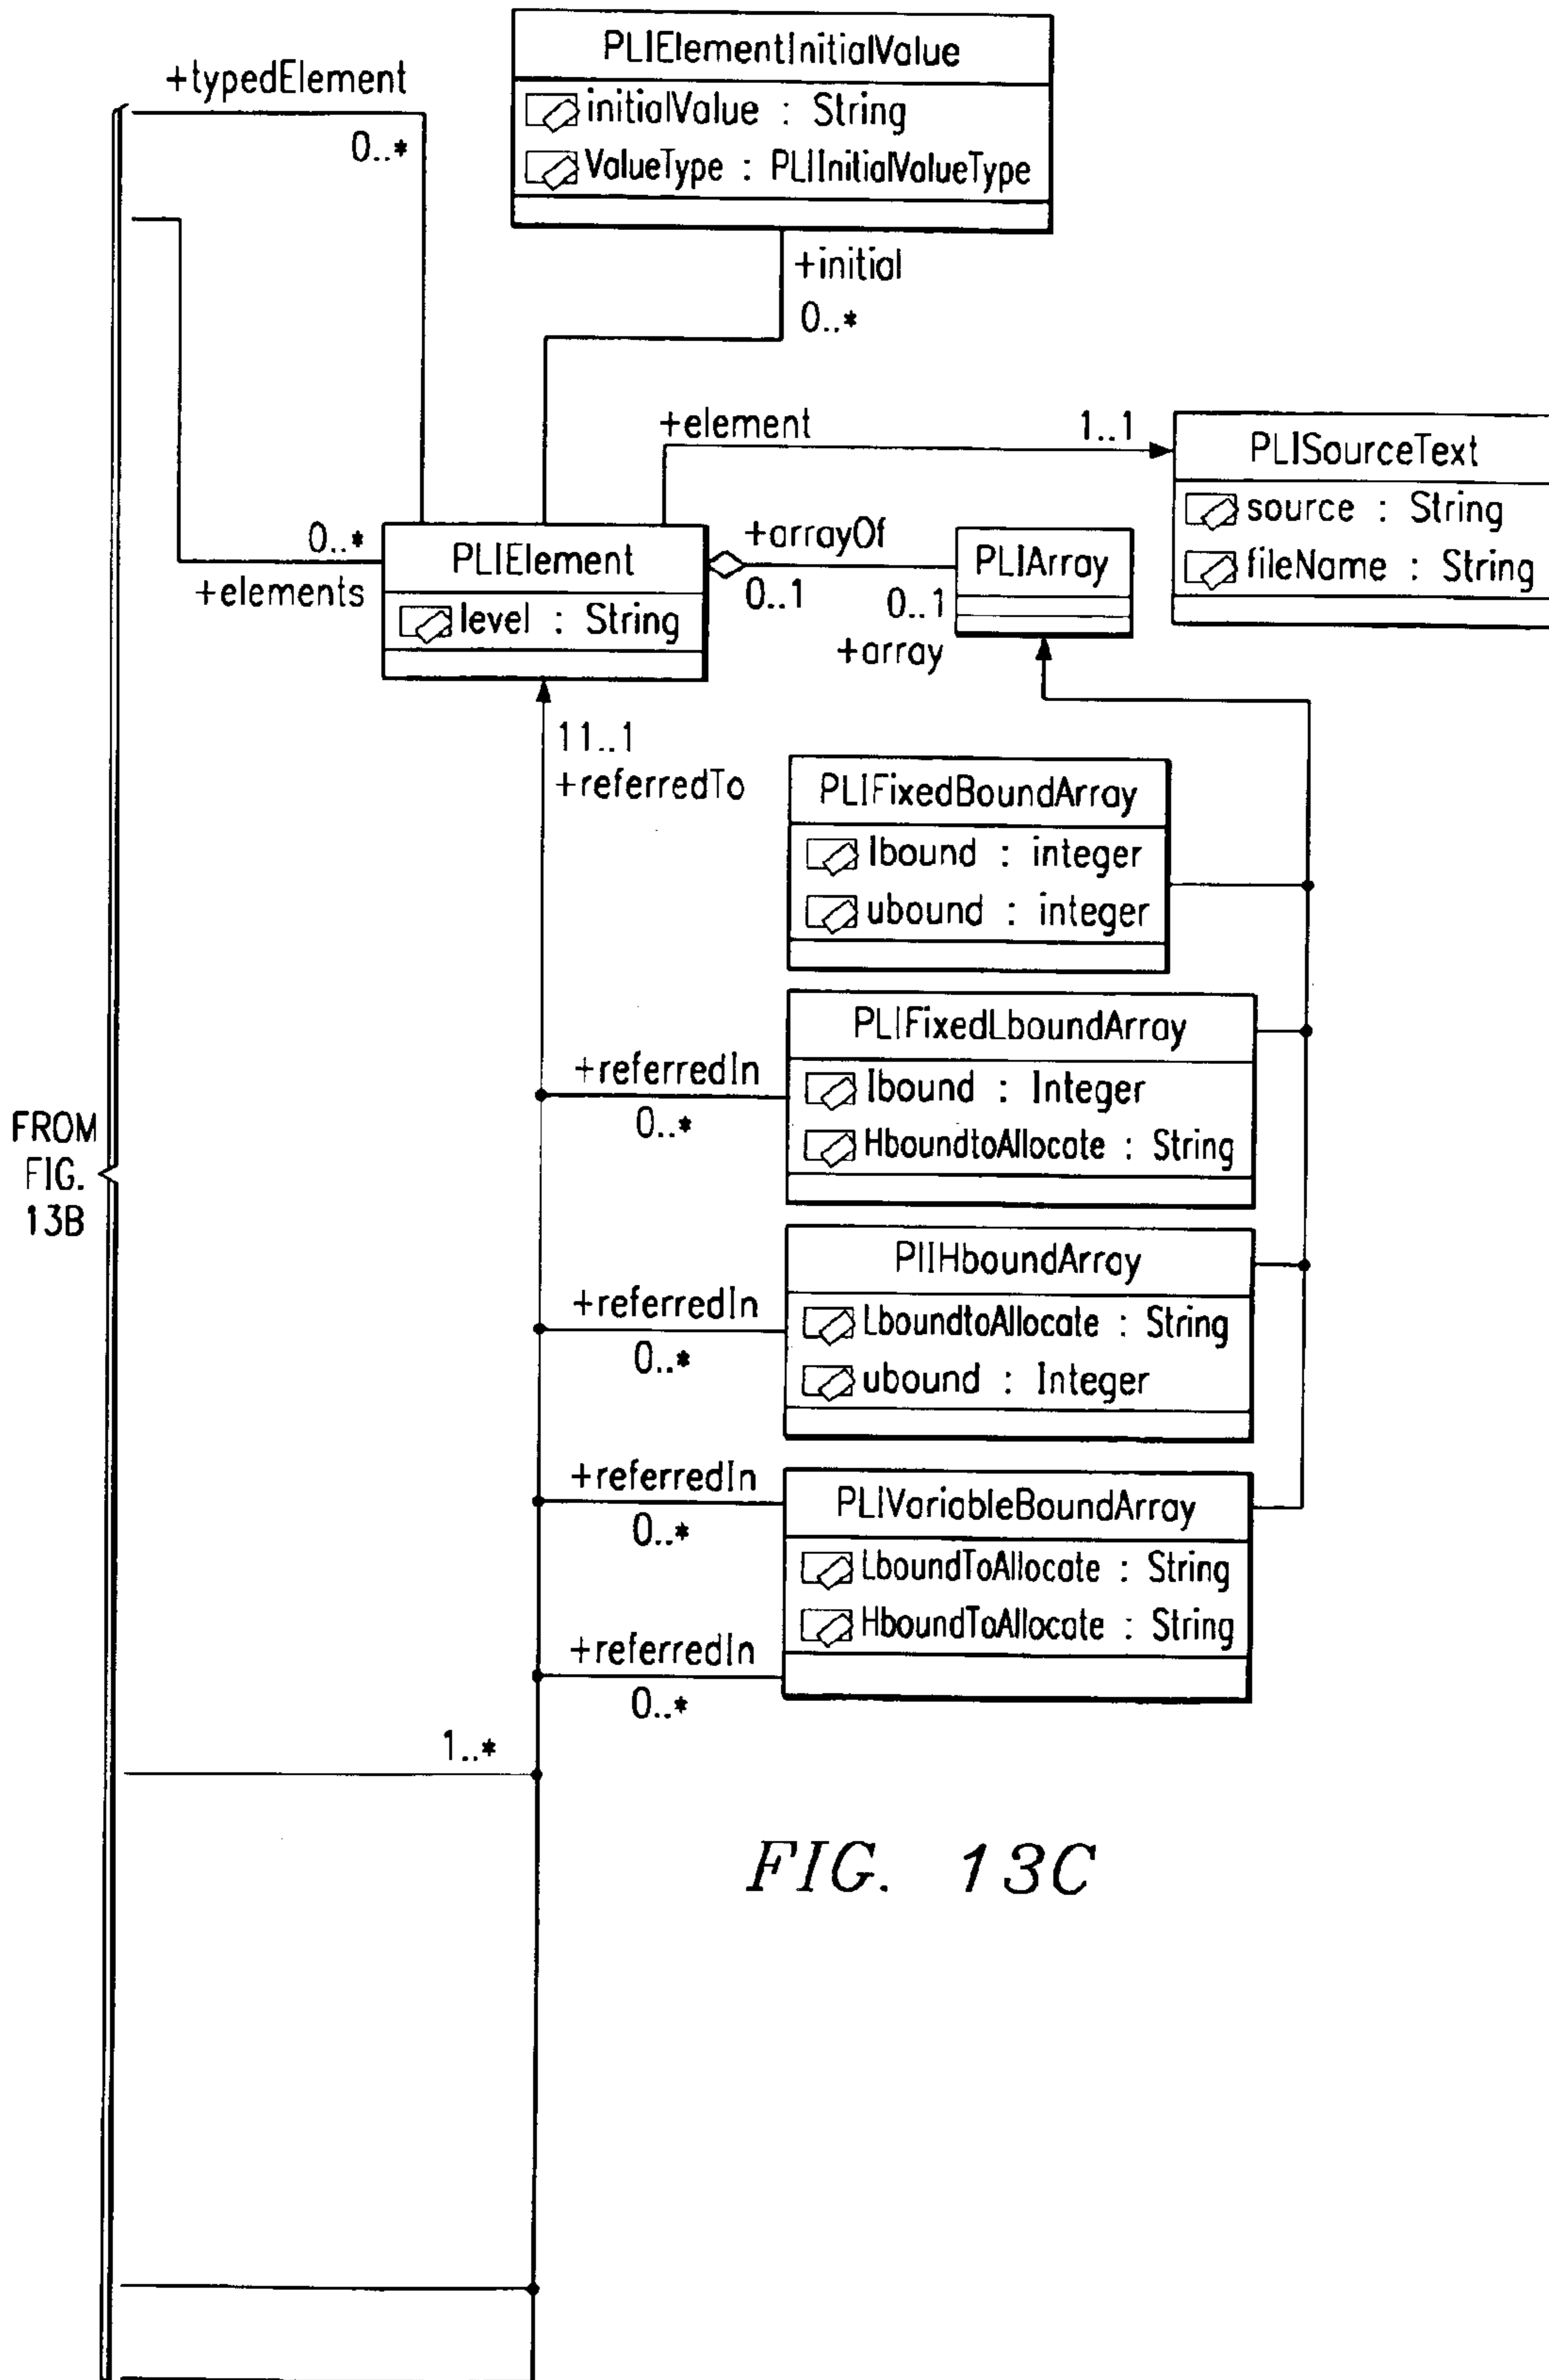 PLIElementInitialValue
initialValue : String
ValueType : PLIInitialValueType
+typedElement
0..*
+initial
0..*
+element
1..1
PLISourceText
source : String
fileName : String
0..*
+elements
PLIElement
level : String
+arrayOf
0..1
0..1
+array
PLIArray
11..1
+referredTo
PLIFixedBoundArray
lbound : integer
ubound : integer
PLIFixedLboundArray
lbound : Integer
HboundtoAllocate : String
+referredIn
0..*
FROM
FIG.
13B
PlIHboundArray
LboundtoAllocate : String
ubound : Integer
+referredIn
0..*
PLIVariableBoundArray
LboundToAllocate : String
HboundToAllocate : String
+referredIn
0..*
+referredIn
0..*
1..*
FIG. 13C